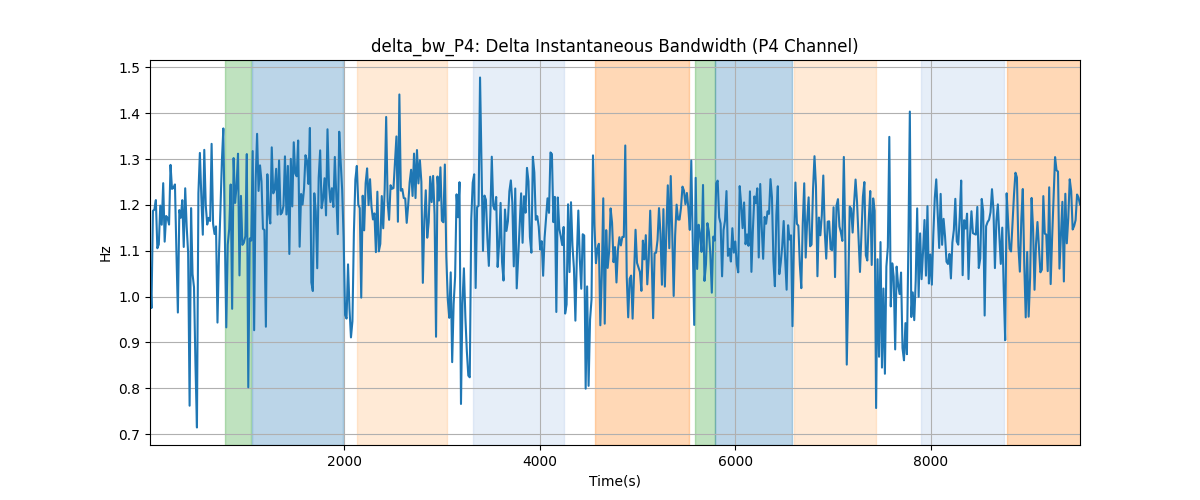 delta_bw_P4: Delta Instantaneous Bandwidth (P4 Channel)
1.5
1.4
1.3
1.2
1.1
1.0
0.9
0.8
0.7
Hz
2000 4000 6000 8000
Time(s)